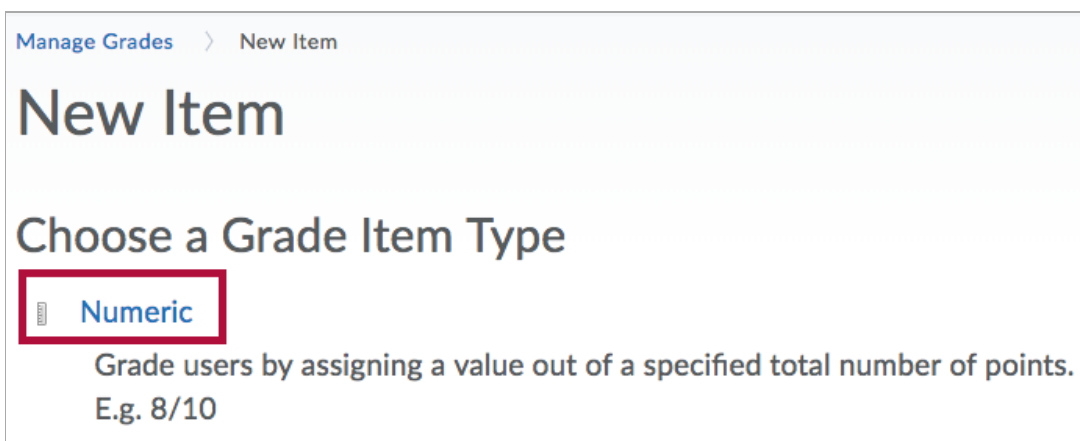 Manage Grades > New Item
New Item
Choose a Grade Item Type
Numeric
Grade users by assigning a value out of a specified total number of points.
E.g. 8/10